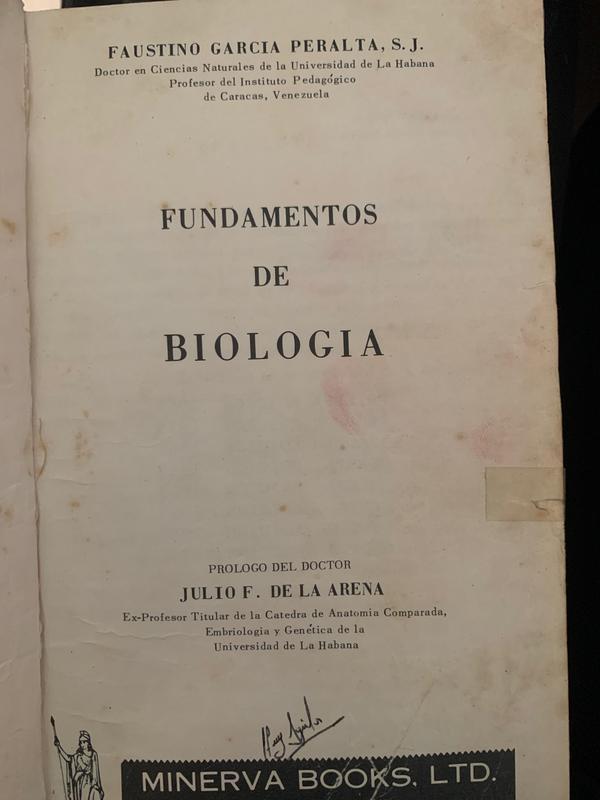 FAUSTINO GARCIA PERALTA, S. J.
Doctor en Ciencias Naturales de la Universidad de La Habana
Profesor del Instituto Pedagógico
de Caracas, Venezuela
FUNDAMENTOS
DE
BIOLOGIA
PROLOGO DEL DOCTOR
JULIO F. DE LA ARENA
Ex-Profesor Titular de la Catedra de Anatomia Comparada,
Embriologia y Genética de la
Universidad de La Habana
MINERVA BOOKS, LTD.